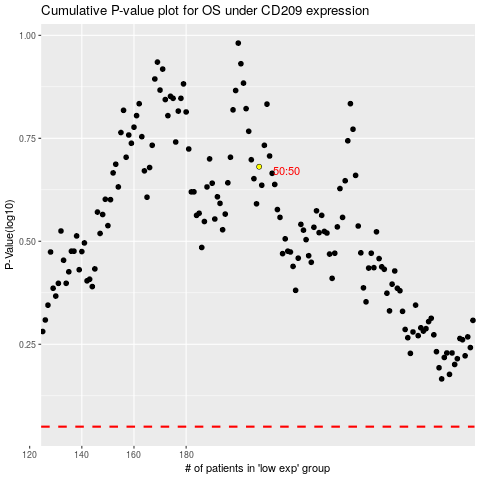 Cumulative P-value plot for OS under CD209 expression
1.00
0.75
0.50
0.25
50:50
P-Value(log10)
120 140 160 180
# of patients in 'low exp' group